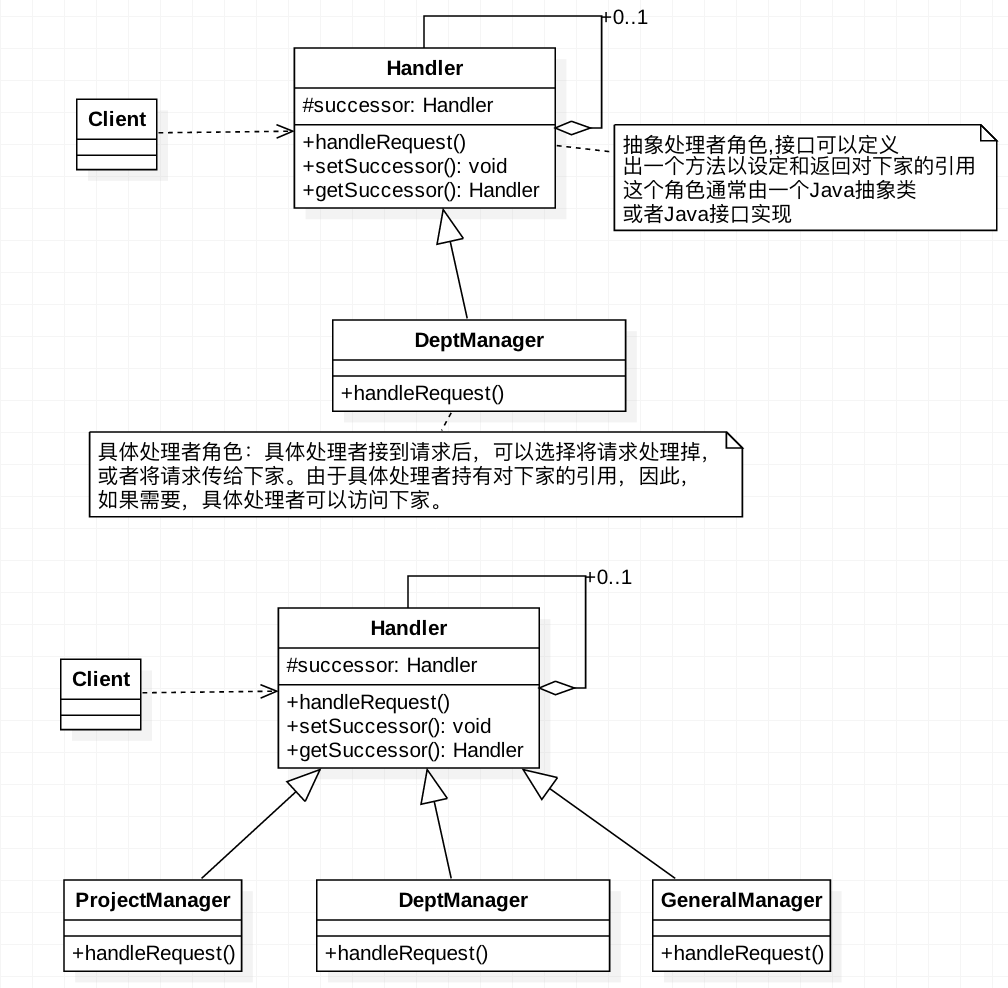 +0..1
Handler
#successor: Handler
+handleRequest()
+setSuccessor(): void
+getSuccessor(): Handler
Client
抽象处理者角色,接口可以定义
出一个方法以设定和返回对下家的引用
这个角色通常由一个Java抽象类
或者Java接口实现
DeptManager
+handleRequest()
具体处理者角色：具体处理者接到请求后，可以选择将请求处理掉，
或者将请求传给下家。由于具体处理者持有对下家的引用，因此，
如果需要，具体处理者可以访问下家。
+0..1
Handler
#successor: Handler
+handleRequest()
+setSuccessor(): void
+getSuccessor(): Handler
Client
ProjectManager
+handleRequest()
DeptManager
+handleRequest()
GeneralManager
+handleRequest()